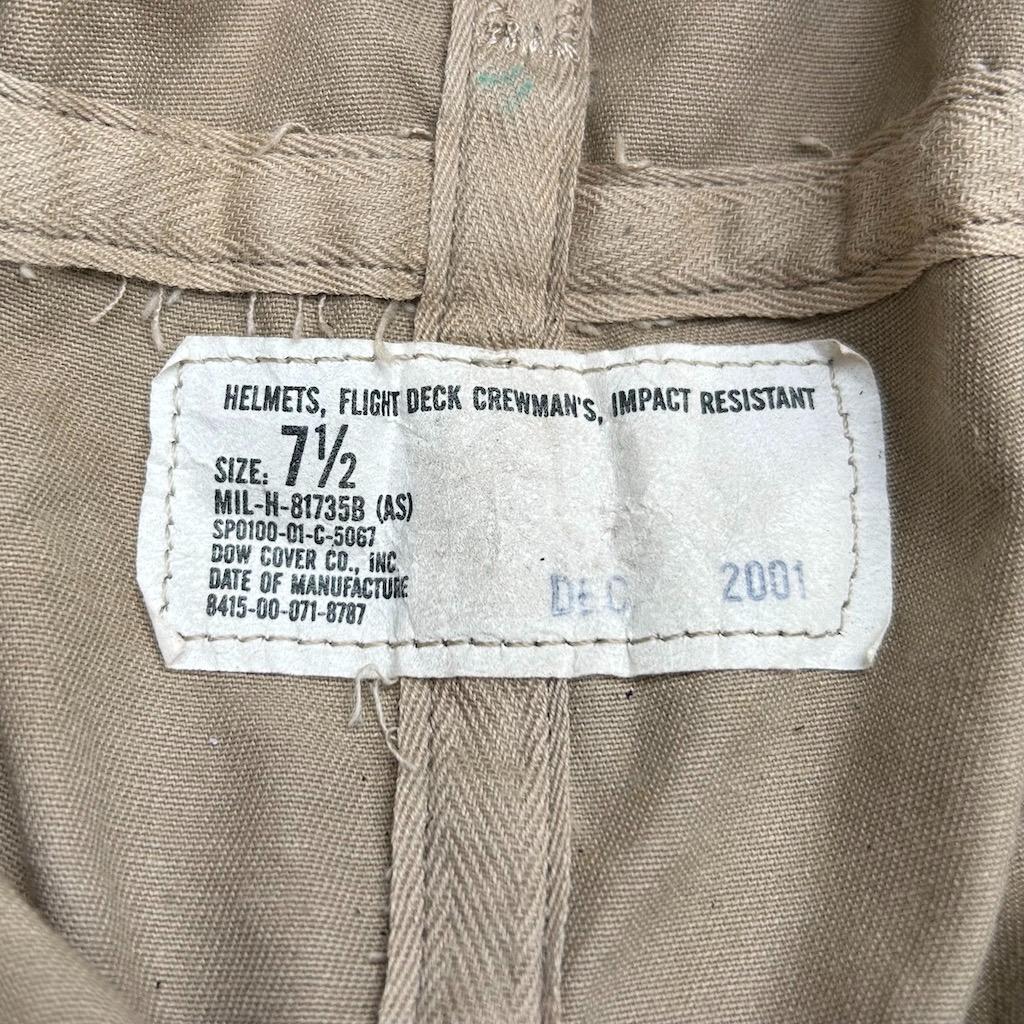 HELMETS, FLIGHT DECK CREWMAN'S, IMPACT RESISTANT
SIZE: 7½
MIL-H-81735B (AS)
SPO100-01-C-5067
DOW COVER CO., INC.
DATE OF MANUFACTURE DEC 2001
8415-00-071-8787